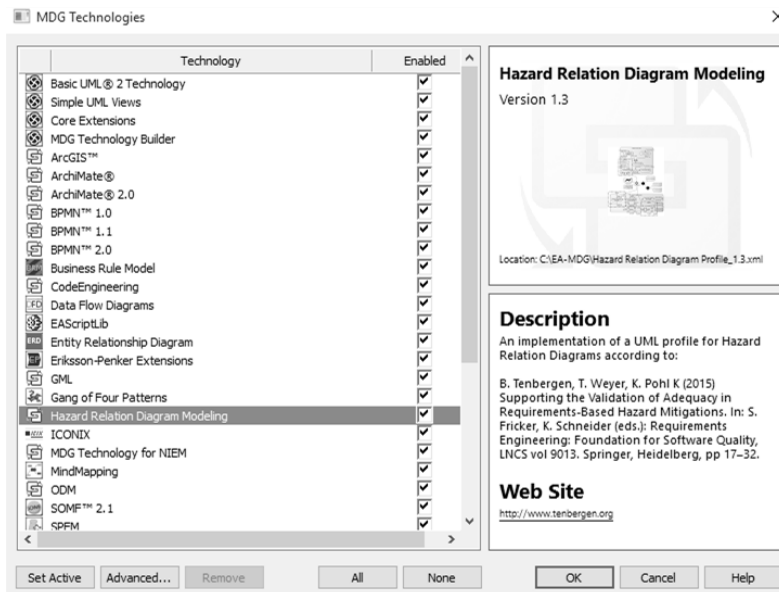 MDG Technologies
Technology Enabled
Basic UML® 2 Technology
Simple UML Views
Core Extensions
MDG Technology Builder
ArcGIS™
ArchiMate®
ArchiMate® 2.0
BPMN™ 1.0
BPMN™ 1.1
BPMN™ 2.0
Business Rule Model
CodeEngineering
Data Flow Diagrams
EAScriptLib
ERD Entity Relationship Diagram
Eriksson-Penker Extensions
GML
Gang of Four Patterns
Hazard Relation Diagram Modeling
ICONIX
MDG Technology for NIEM
MindMapping
ODM
SOMF™ 2.1
SPEM
Set Active Advanced... Remove All None
Hazard Relation Diagram Modeling
Version 1.3
Location: C:\EA-MDG\Hazard Relation Diagram Profile_1.3.xml
Description
An implementation of a UML profile for Hazard
Relation Diagrams according to:
B. Tenbergen, T. Weyer, K. Pohl K (2015)
Supporting the Validation of Adequacy in
Requirements-Based Hazard Mitigations. In: S.
Fricker, K. Schneider (eds.): Requirements
Engineering: Foundation for Software Quality,
LNCS vol 9013. Springer, Heidelberg, pp 17–32.
Web Site
http://www.tenbergen.org
OK Cancel Help